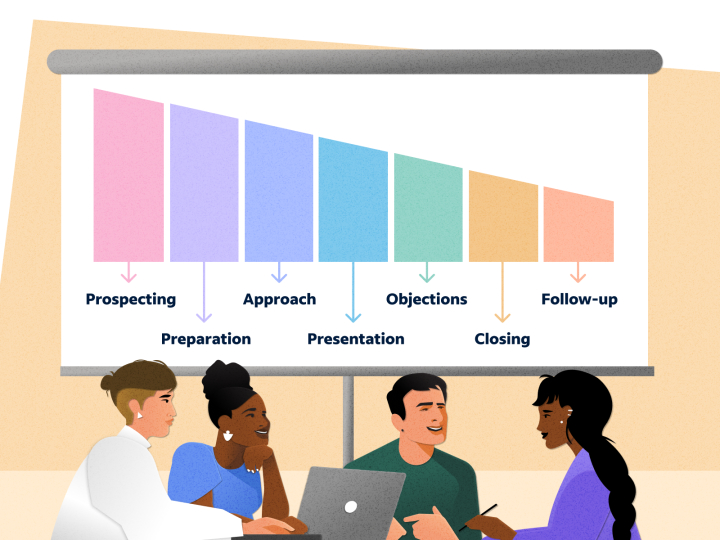 Prospecting
Approach
Objections
Follow-up
Preparation
Presentation
Closing